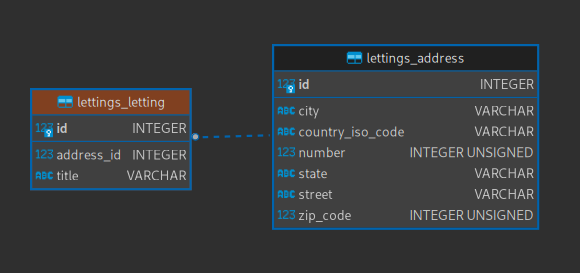 lettings_letting
123 id INTEGER
123 address_id INTEGER
ABC title VARCHAR
lettings_address
123 id INTEGER
ABC city VARCHAR
ABC country_iso_code VARCHAR
123 number INTEGER UNSIGNED
ABC state VARCHAR
ABC street VARCHAR
123 zip_code INTEGER UNSIGNED